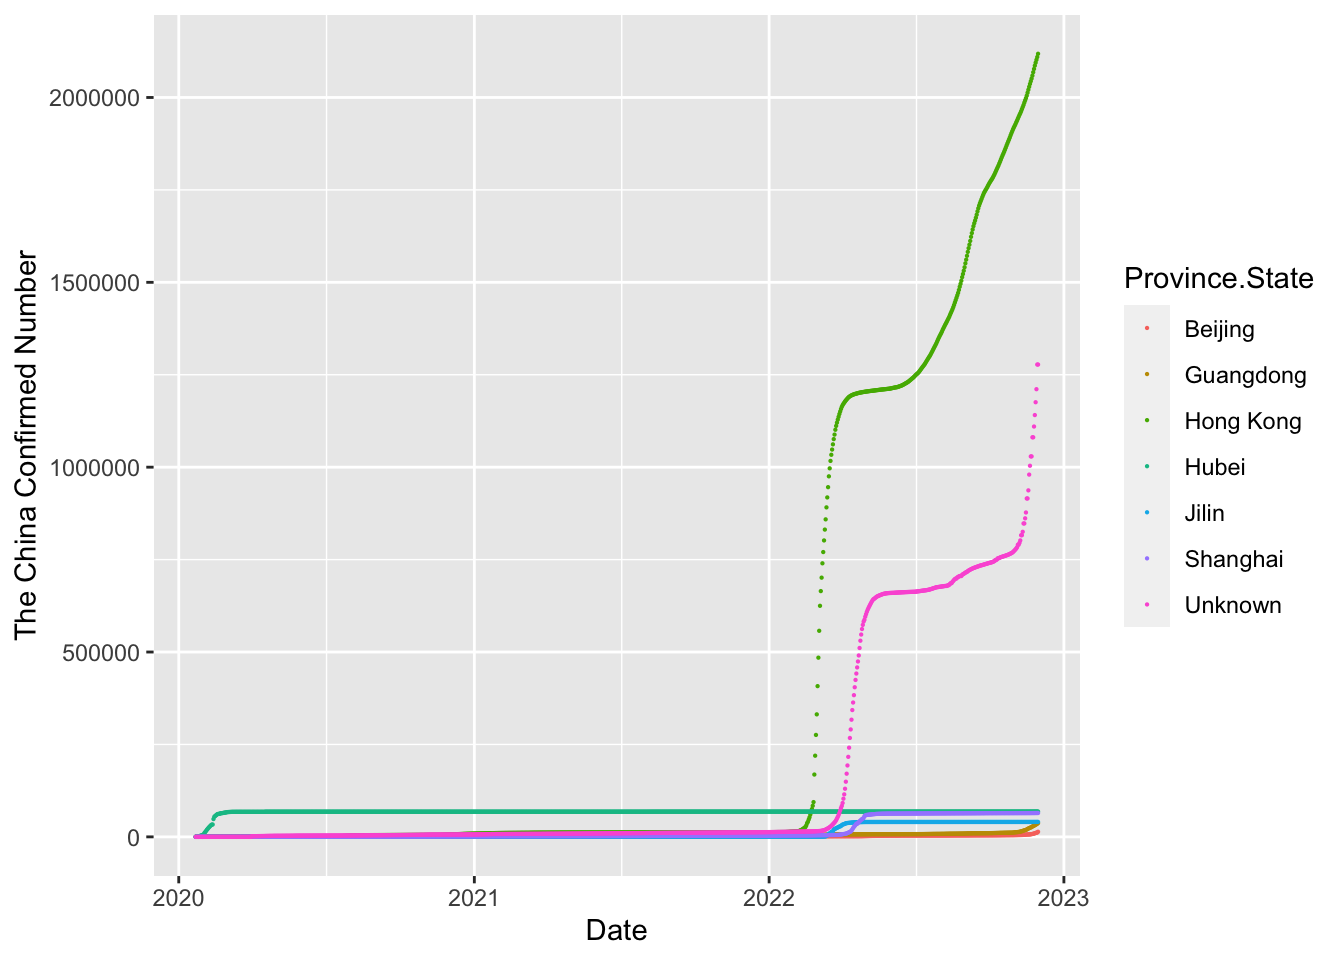 The China Confirmed Number
2000000
1500000
1000000
500000
0
2020
2021
2022
2023
Date
Province.State
Beijing
Guangdong
Hong Kong
Hubei
Jilin
Shanghai
Unknown